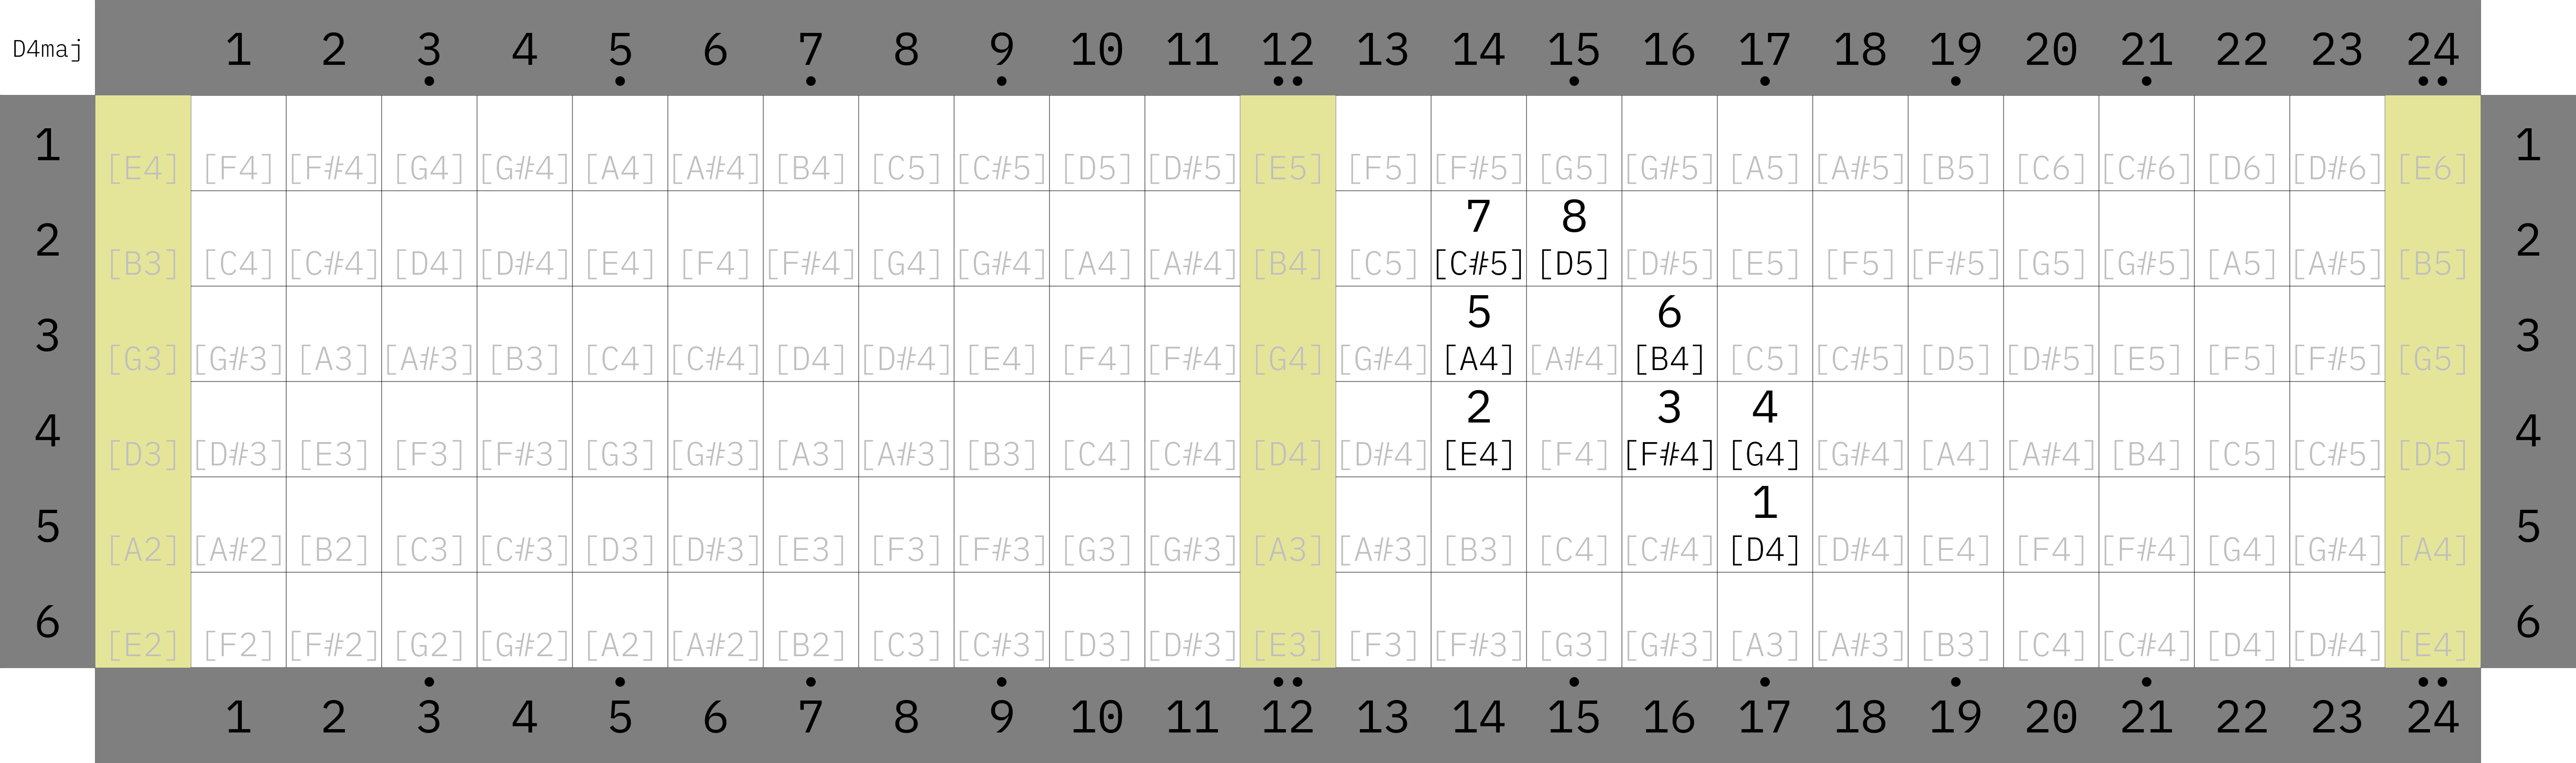 D4maj 1 2 3 4 5 6 7 8 9 10 11 12 13 14 15 16 17 18 19 20 21 22 23 24
1 [E4] [F4] [F#4] [G4] [G#4] [A4] [A#4] [B4] [C5] [C#5] [D5] [D#5] [E5] [F5] [F#5] [G5] [G#5] [A5] [A#5] [B5] [C6] [C#6] [D6] [D#6] [E6] 1
7 8
2 [B3] [C4] [C#4] [D4] [D#4] [E4] [F4] [F#4] [G4] [G#4] [A4] [A#4] [B4] [C5] [C#5] [D5] [D#5] [E5] [F5] [F#5] [G5] [G#5] [A5] [A#5] [B5] 2
5 6
3 [G3] [G#3] [A3] [A#3] [B3] [C4] [C#4] [D4] [D#4] [E4] [F4] [F#4] [G4] [G#4] [A4] [A#4] [B4] [C5] [C#5] [D5] [D#5] [E5] [F5] [F#5] [G5] 3
2 3 4
4 [D3] [D#3] [E3] [F3] [F#3] [G3] [G#3] [A3] [A#3] [B3] [C4] [C#4] [D4] [D#4] [E4] [F4] [F#4] [G4] [G#4] [A4] [A#4] [B4] [C5] [C#5] [D5] 4
1
5 [A2] [A#2] [B2] [C3] [C#3] [D3] [D#3] [E3] [F3] [F#3] [G3] [G#3] [A3] [A#3] [B3] [C4] [C#4] [D4] [D#4] [E4] [F4] [F#4] [G4] [G#4] [A4] 5
6 [E2] [F2] [F#2] [G2] [G#2] [A2] [A#2] [B2] [C3] [C#3] [D3] [D#3] [E3] [F3] [F#3] [G3] [G#3] [A3] [A#3] [B3] [C4] [C#4] [D4] [D#4] [E4] 6
1 2 3 4 5 6 7 8 9 10 11 12 13 14 15 16 17 18 19 20 21 22 23 24